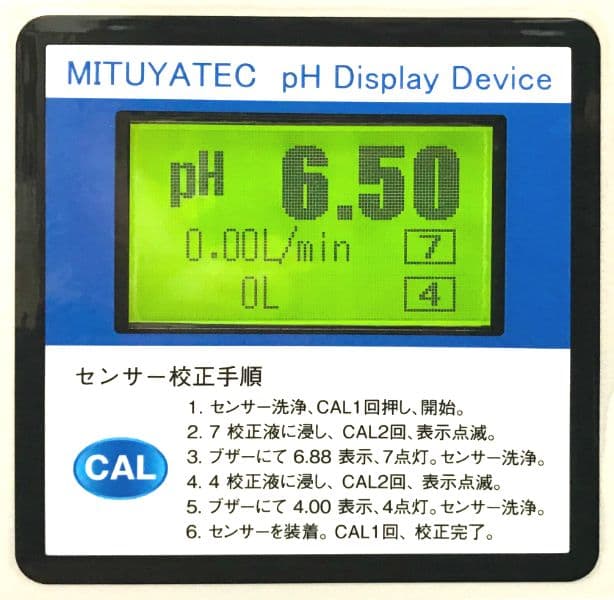 MITUYATEC pH Display Device
pH 6.50
0.00L/min 7
0L 4
センサー校正手順
1. センサー洗浄、CAL1回押し、開始。
2. 7 校正液に浸し、CAL2回、表示点滅。
3. ブザーにて 6.88 表示、7点灯。センサー洗浄。
4. 4 校正液に浸し、CAL2回、表示点滅。
5. ブザーにて 4.00 表示、4点灯。センサー洗浄。
6. センサーを装着。CAL1回、校正完了。
CAL